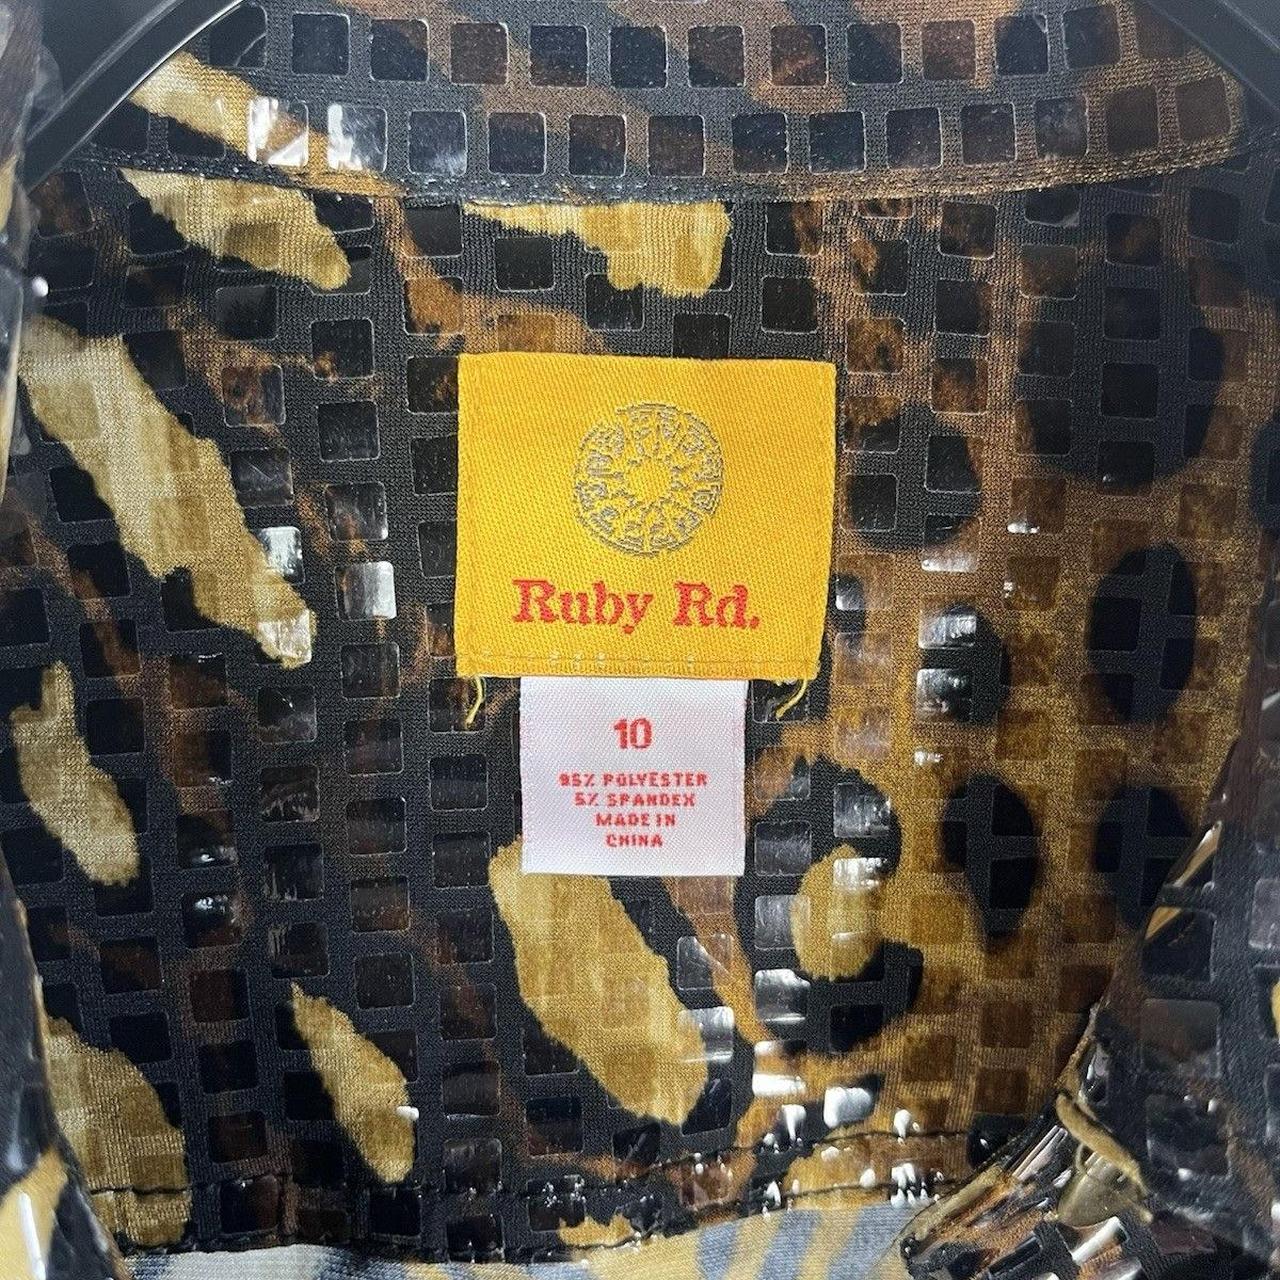 Ruby Rd.
10
95% POLYESTER
5% SPANDEX
MADE IN
CHINA